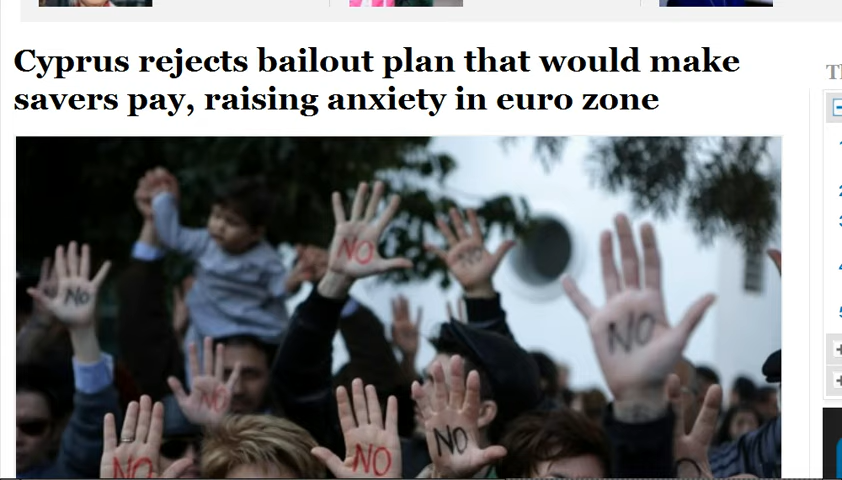 Cyprus rejects bailout plan that would make
savers pay, raising anxiety in euro zone
NO
NO
No
NO
NO
NO
NO
NO